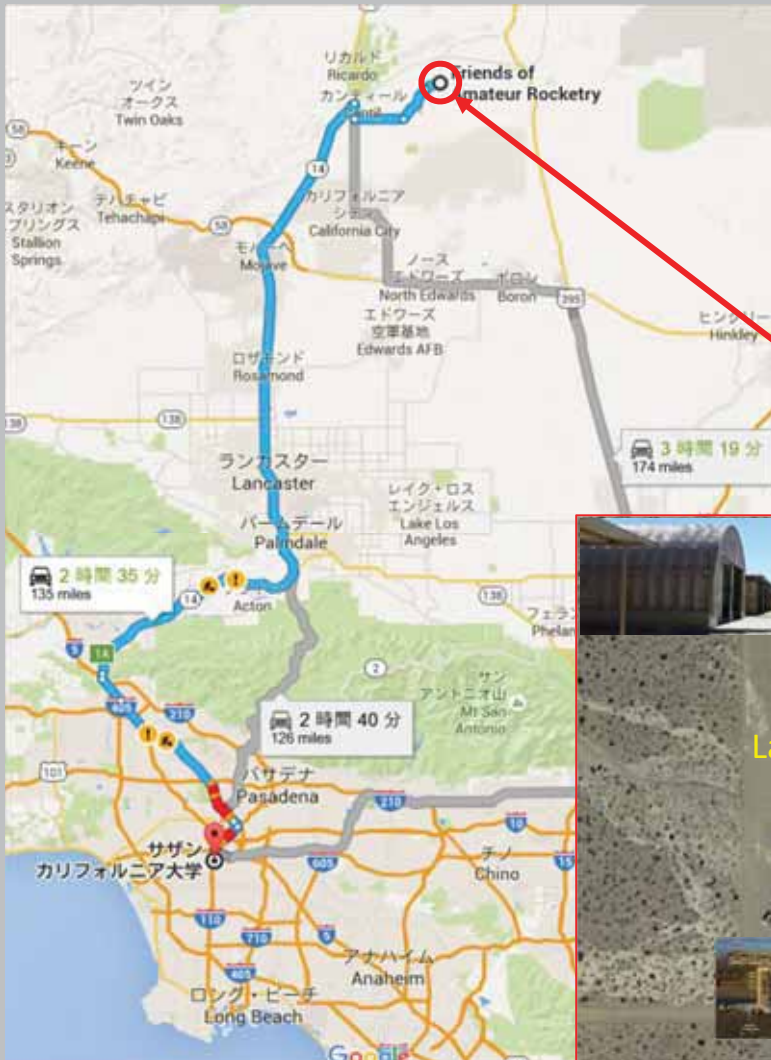 リカルド
Ricardo
Friends of
Amateur Rocketry
ツイン
オークス
Twin Oaks
カンティール
Cantil
58
キーン
Keene
14
カリフォルニア
シティ
California City
テハチャピ
Tehachapi
58
スタリオン
スプリングス
Stallion
Springs
モハーベ
Mojave
ノース
エドワーズ
North Edwards
ボロン
Boron
395
エドワーズ
空軍基地
Edwards AFB
ヒンクリー
Hinkley
ロザモンド
Rosamond
138
138
3 時間 19 分
174 miles
ランカスター
Lancaster
レイク・ロス
エンジェルス
Lake Los
Angeles
パームデール
Palmdale
2 時間 35 分
135 miles
14
Acton
138
フェラン
Phelan
5
14
2
サン
アントニオ山
Mt San
Antonio
405
210
2 時間 40 分
126 miles
La
101
パサデナ
Pasadena
210
10
サザン
カリフォルニア大学
605
チノ
Chino
15
110
710
5
405
アナハイム
Anaheim
ロング・ビーチ
Long Beach
Google